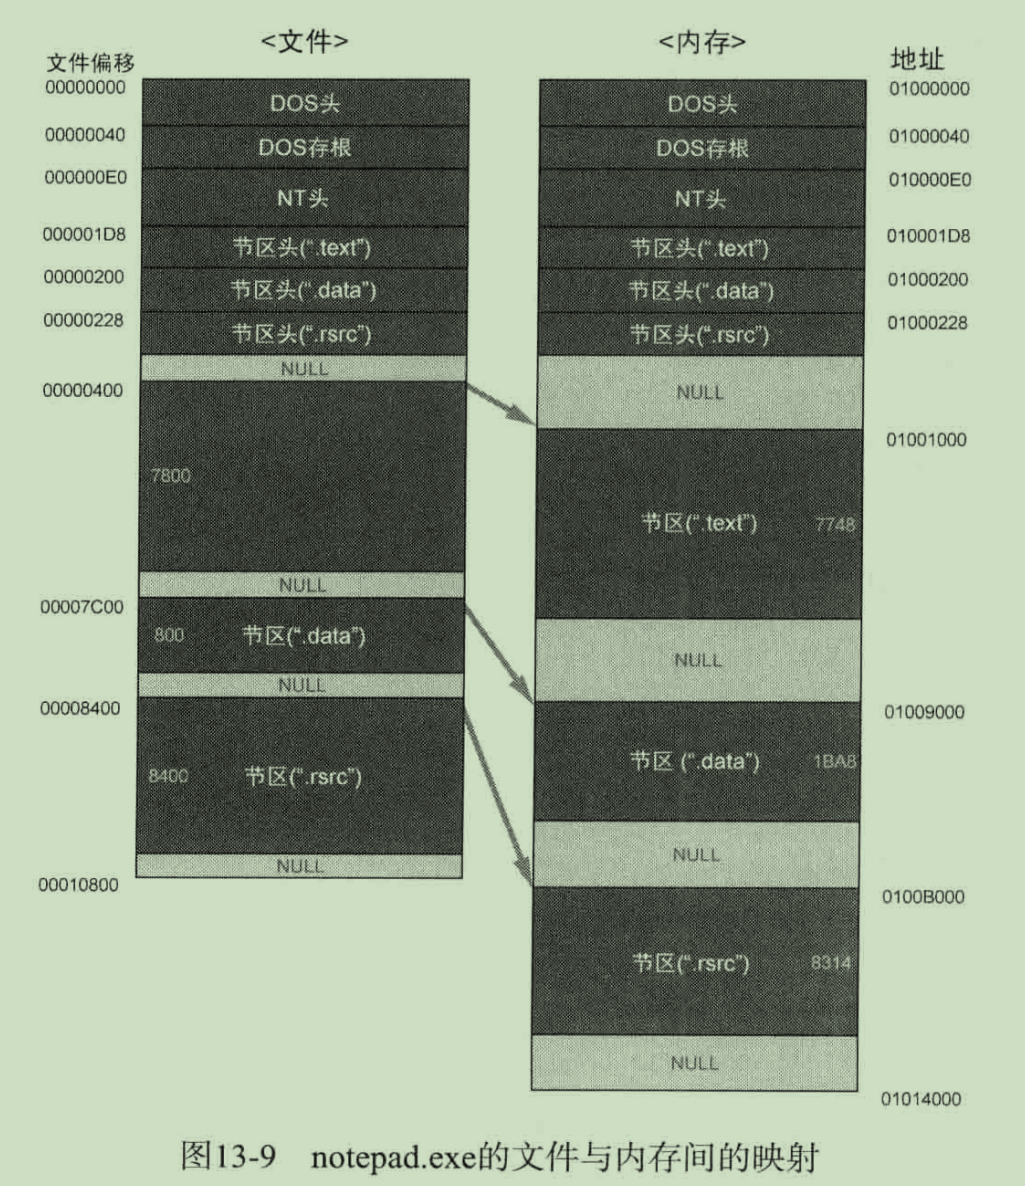 <文件>
<内存>
文件偏移
地址
00000000
DOS头
DOS头
01000000
00000040
DOS存根
DOS存根
01000040
000000E0
NT头
NT头
010000E0
000001D8
节区头(“.text”)
节区头(“.text”)
010001D8
00000200
节区头(“.data”)
节区头(“.data”)
01000200
00000228
节区头(“.rsrc”)
节区头(“.rsrc”)
01000228
NULL
NULL
00000400
01001000
7800
节区(“.text”)
7748
NULL
00007C00
800
节区(“.data”)
NULL
NULL
00008400
01009000
8400
节区(“.rsrc”)
节区 (“.data”)
1BA8
NULL
NULL
00010800
0100B000
节区(“.rsrc”)
8314
NULL
01014000
图13-9 notepad.exe的文件与内存间的映射